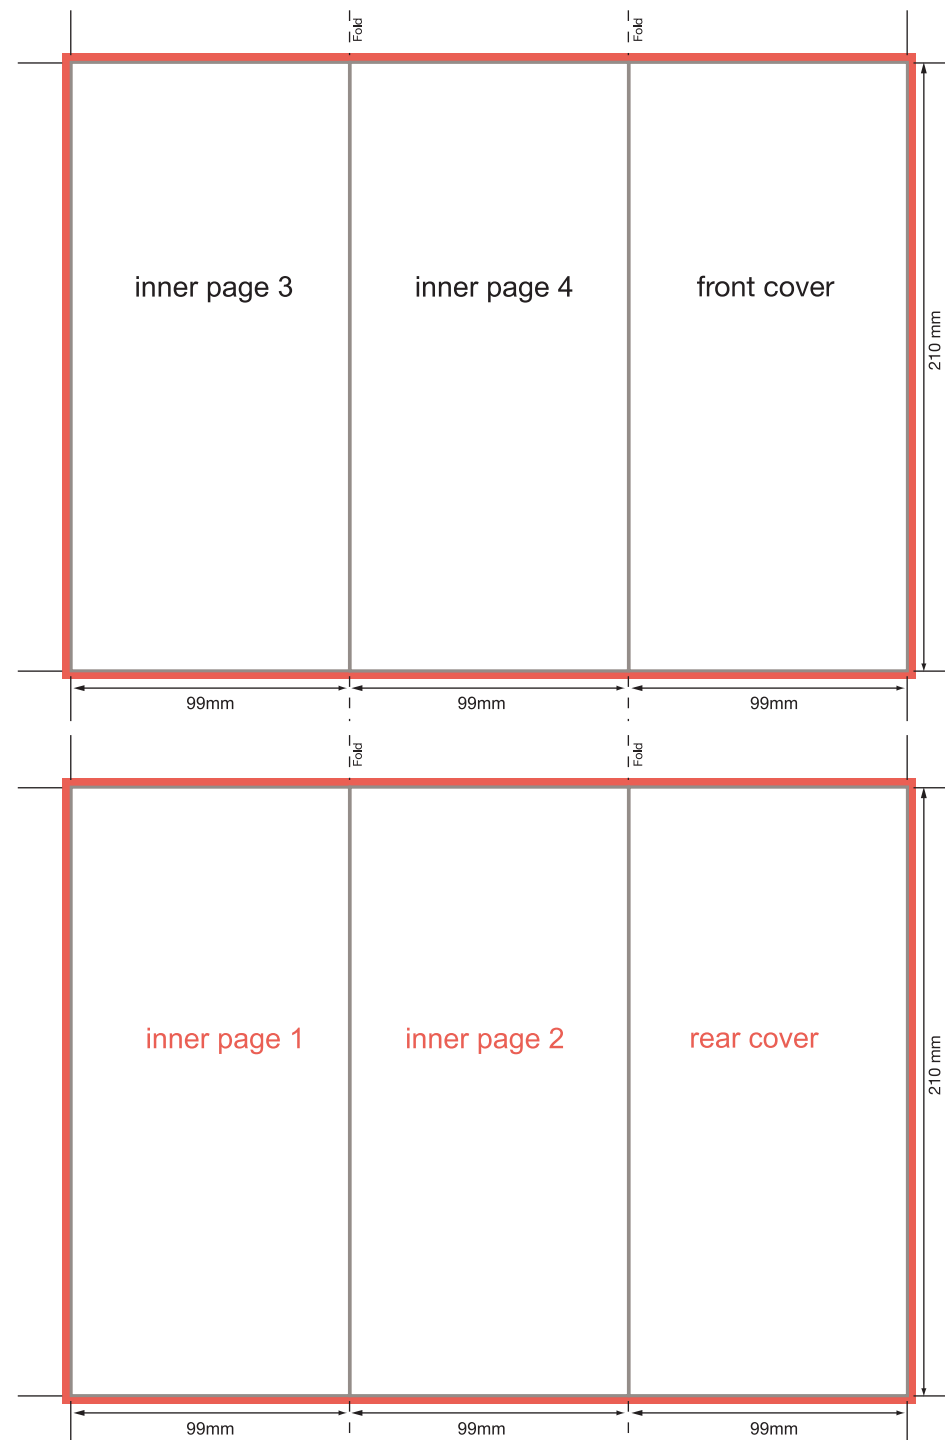 Fold
Fold
inner page 3
inner page 4
front cover
210 mm
99mm
99mm
99mm
Fold
Fold
inner page 1
inner page 2
rear cover
210 mm
99mm
99mm
99mm